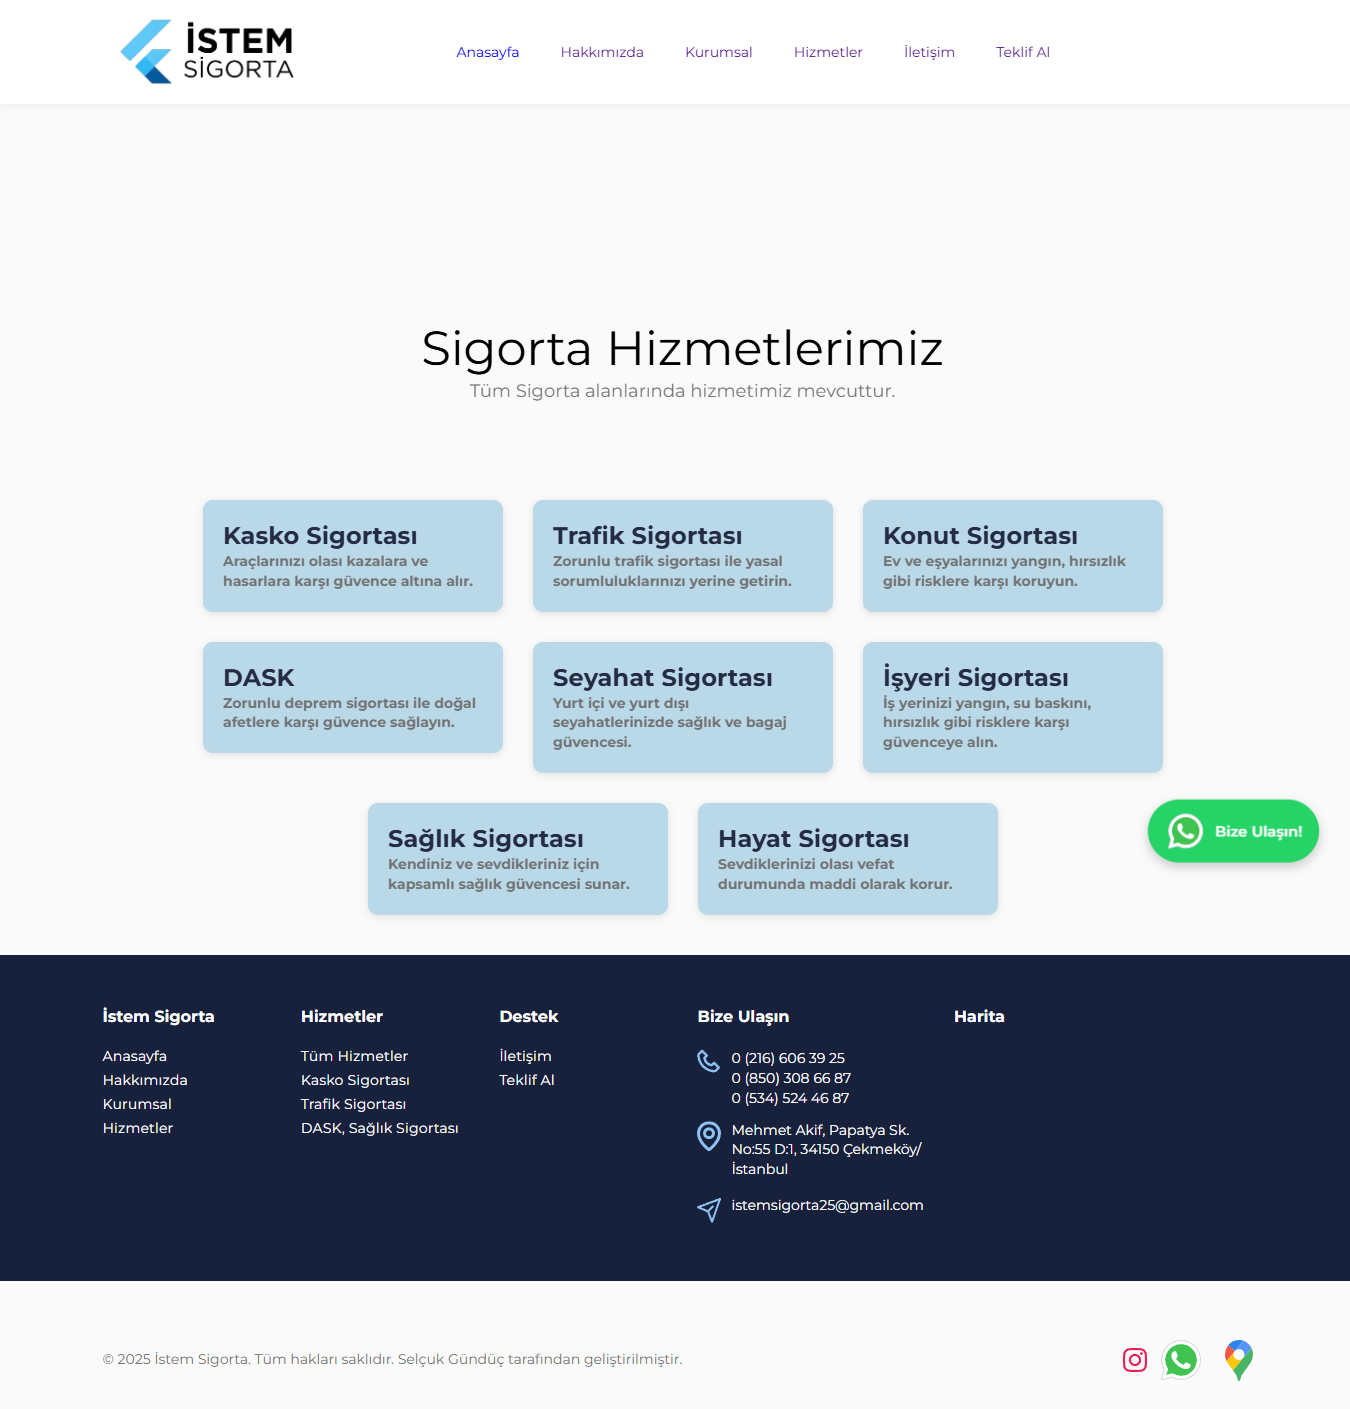 İSTEM
SİGORTA
Anasayfa
Hakkımızda
Kurumsal
Hizmetler
İletişim
Teklif Al
Sigorta Hizmetlerimiz
Tüm Sigorta alanlarında hizmetimiz mevcuttur.
Kasko Sigortası
Araçlarınızı olası kazalara ve
hasarlara karşı güvence altına alır.
Trafik Sigortası
Zorunlu trafik sigortası ile yasal
sorumluluklarınızı yerine getirin.
Konut Sigortası
Ev ve eşyalarınızı yangın, hırsızlık
gibi risklere karşı koruyun.
DASK
Zorunlu deprem sigortası ile doğal
afetlere karşı güvence sağlayın.
Seyahat Sigortası
Yurt içi ve yurt dışı
seyahatlerinizde sağlık ve bagaj
güvencesi.
İşyeri Sigortası
İş yerinizi yangın, su baskını,
hırsızlık gibi risklere karşı
güvenceye alın.
Sağlık Sigortası
Kendiniz ve sevdikleriniz için
kapsamlı sağlık güvencesi sunar.
Hayat Sigortası
Sevdiklerinizi olası vefat
durumunda maddi olarak korur.
Bize Ulaşın!
İstem Sigorta
Anasayfa
Hakkımızda
Kurumsal
Hizmetler
Hizmetler
Tüm Hizmetler
Kasko Sigortası
Trafik Sigortası
DASK, Sağlık Sigortası
Destek
İletişim
Teklif Al
Bize Ulaşın
0 (216) 606 39 25
0 (850) 308 66 87
0 (534) 524 46 87
Mehmet Akif, Papatya Sk.
No:55 D:1, 34150 Çekmeköy/
İstanbul
istemsigorta25@gmail.com
Harita
© 2025 İstem Sigorta. Tüm hakları saklıdır. Selçuk Gündüç tarafından geliştirilmiştir.